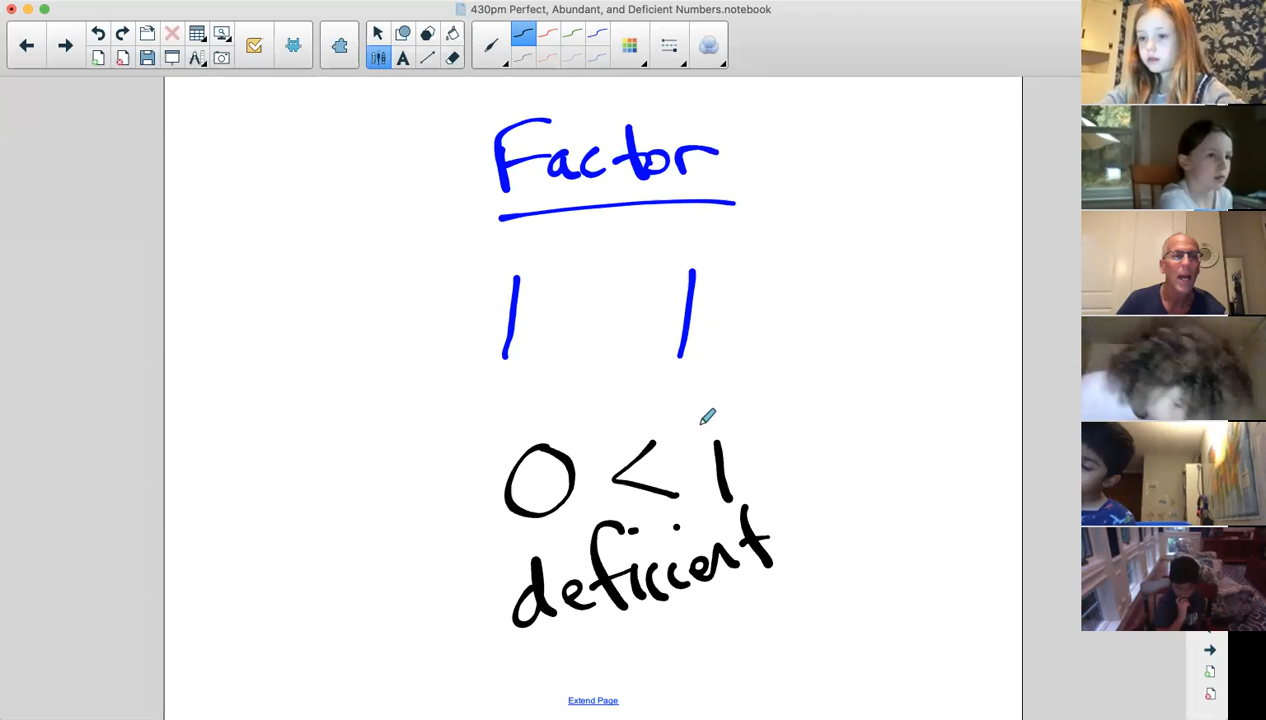 430pm Perfect, Abundant, and Deficient Numbers.notebook
A
Factor
1 1
0 < 1
deficient
Extend Page